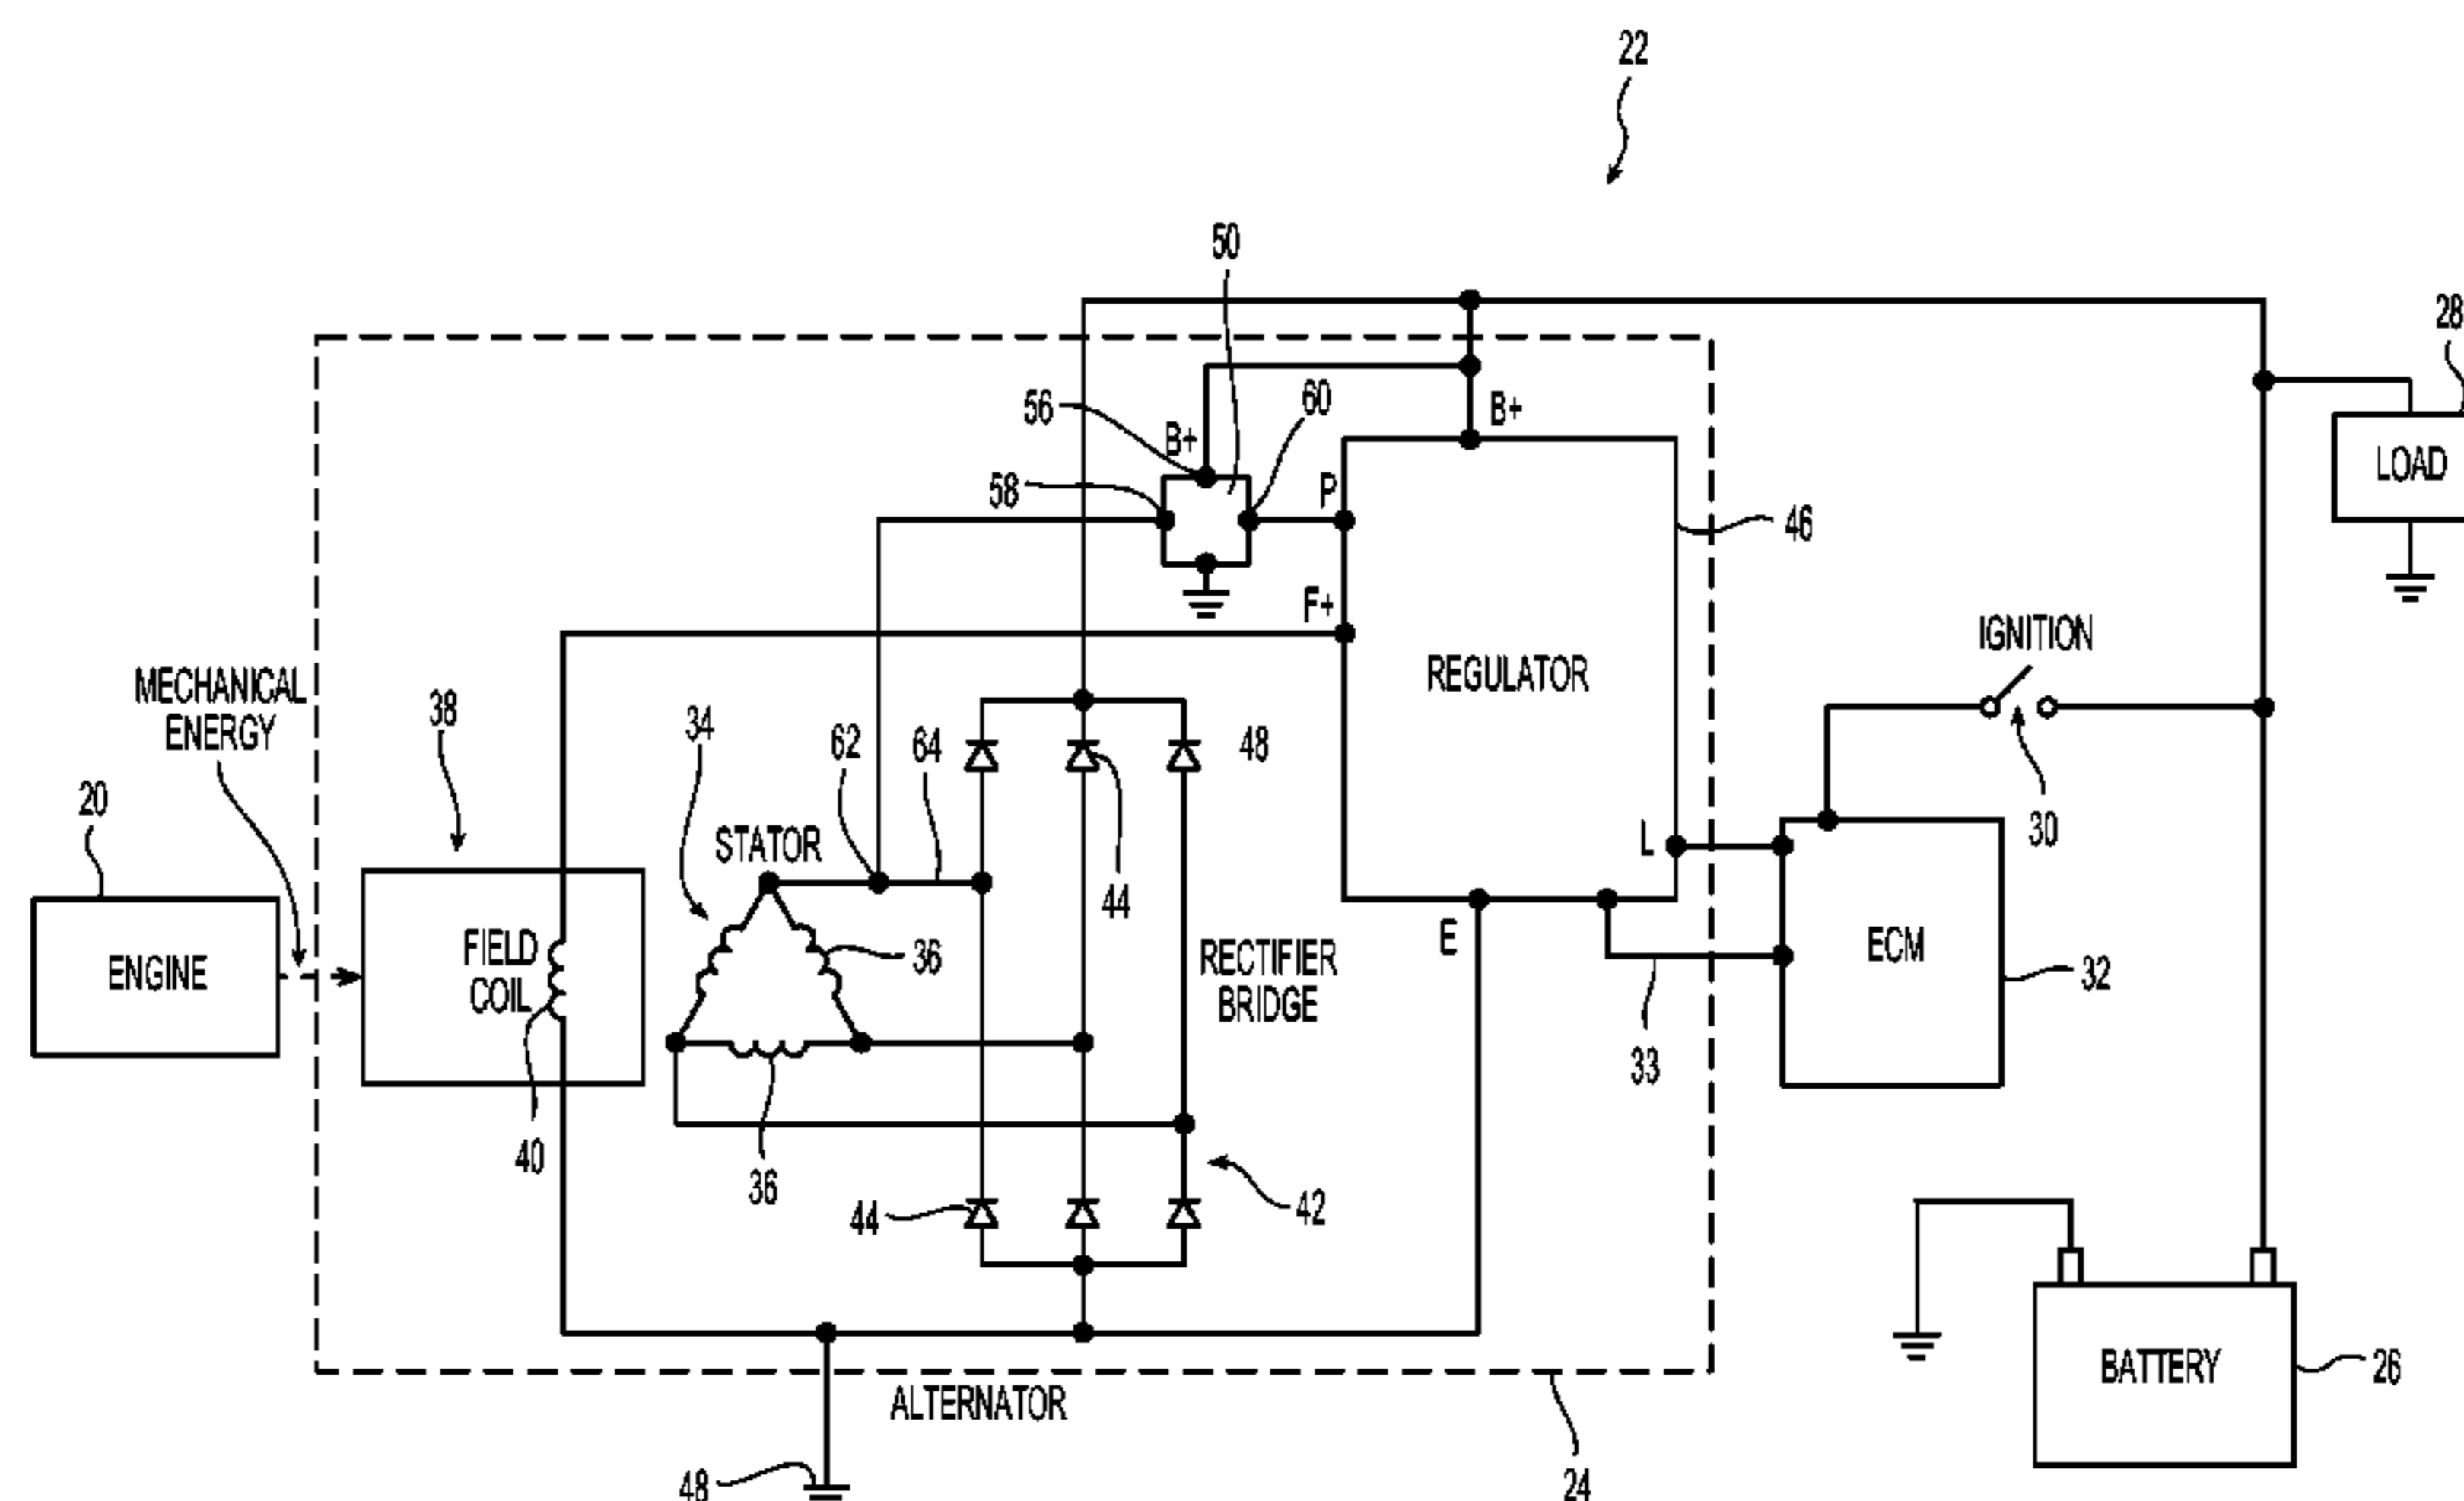 22
50
28
56
B+
60
B+
58
P
LOAD
46
F+
IGNITION
MECHANICAL
ENERGY
38
34
62
64
48
REGULATOR
20
STATOR
44
L
30
ENGINE
FIELD
COIL
36
RECTIFIER
BRIDGE
E
ECM
32
33
40
36
44
42
BATTERY
26
ALTERNATOR
48
24